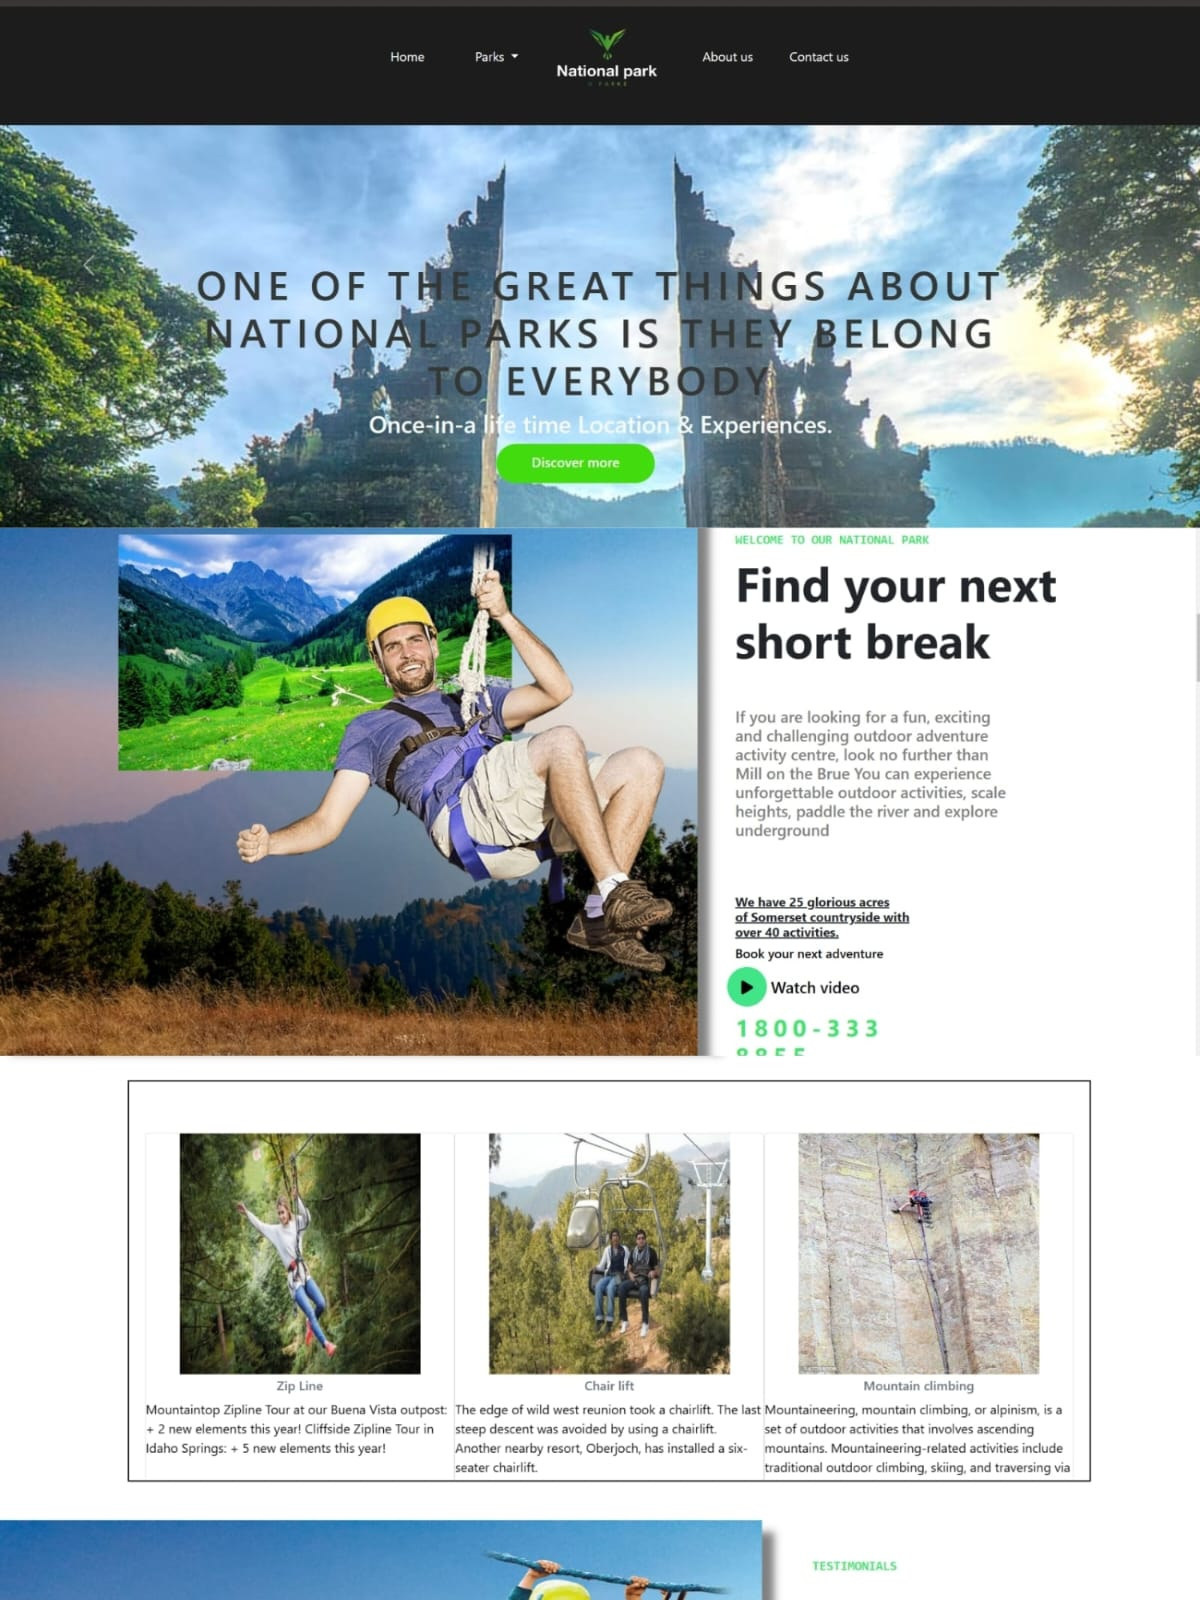 Home
Parks
National park
PARKS
About us
Contact us
ONE OF THE GREAT THINGS ABOUT
NATIONAL PARKS IS THEY BELONG
TO EVERYBODY
Once-in-a life time Location & Experiences.
Discover more
WELCOME TO OUR NATIONAL PARK
Find your next
short break
If you are looking for a fun, exciting
and challenging outdoor adventure
activity centre, look no further than
Mill on the Brue You can experience
unforgettable outdoor activities, scale
heights, paddle the river and explore
underground
We have 25 glorious acres
of Somerset countryside with
over 40 activities.
Book your next adventure
Watch video
1800-333
8855
Zip Line
Mountaintop Zipline Tour at our Buena Vista outpost:
+ 2 new elements this year! Cliffside Zipline Tour in
Idaho Springs: + 5 new elements this year!
Chair lift
The edge of wild west reunion took a chairlift. The last
steep descent was avoided by using a chairlift.
Another nearby resort, Oberjoch, has installed a six-
seater chairlift.
Mountain climbing
Mountaineering, mountain climbing, or alpinism, is a
set of outdoor activities that involves ascending
mountains. Mountaineering-related activities include
traditional outdoor climbing, skiing, and traversing via
TESTIMONIALS